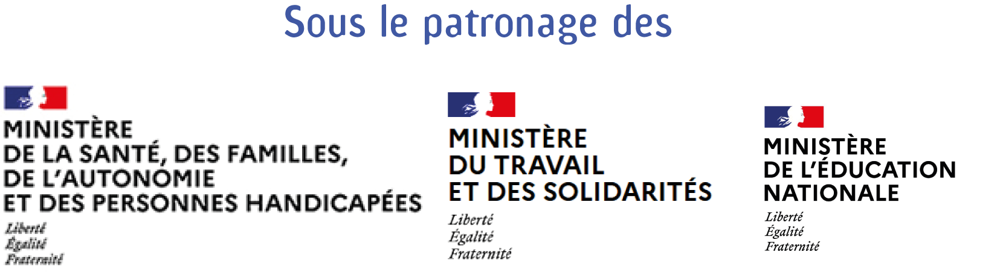 Sous le patronage des
MINISTÈRE
DE LA SANTÉ, DES FAMILLES,
DE L'AUTONOMIE
ET DES PERSONNES HANDICAPÉES
Liberté
Égalité
Fraternité
MINISTÈRE
DU TRAVAIL
ET DES SOLIDARITÉS
Liberté
Égalité
Fraternité
MINISTÈRE
DE L'ÉDUCATION
NATIONALE
Liberté
Égalité
Fraternité